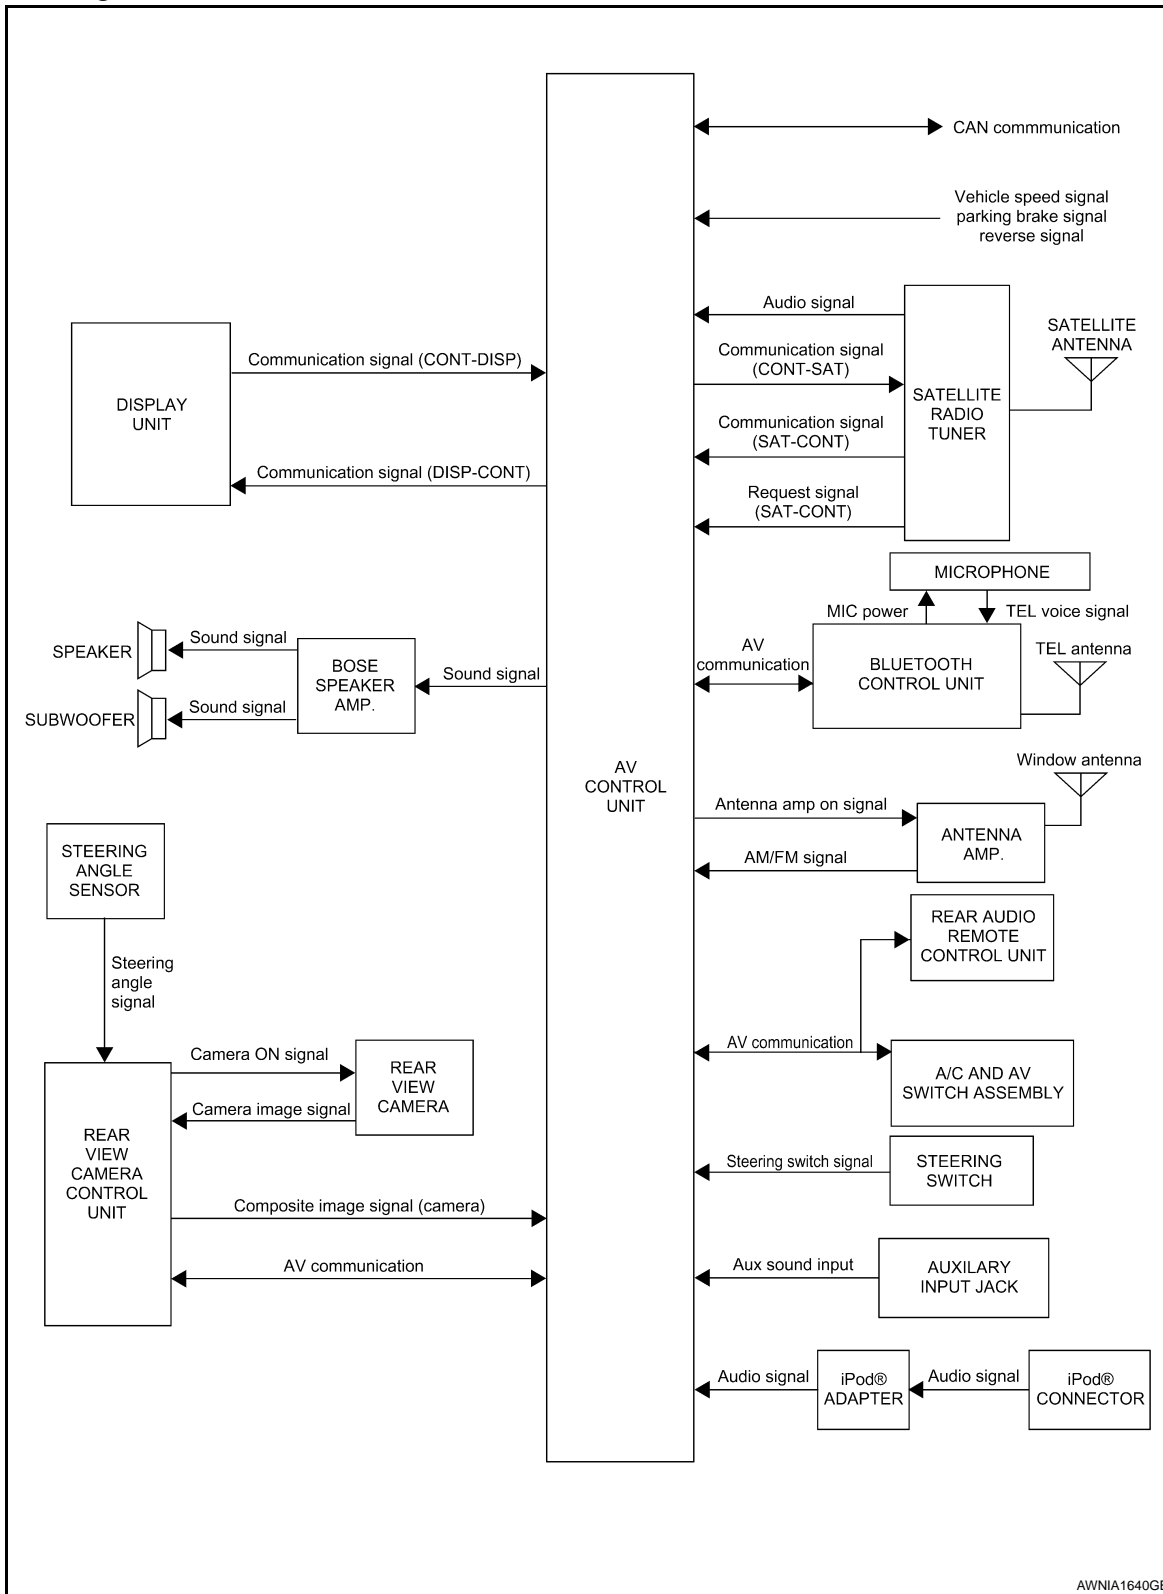 CAN commmunication
Vehicle speed signal
parking brake signal
reverse signal
Audio signal
Communication signal
(CONT-SAT)
Communication signal
(SAT-CONT)
Request signal
(SAT-CONT)
SATELLITE
RADIO
TUNER
SATELLITE
ANTENNA
Communication signal (CONT-DISP)
DISPLAY
UNIT
Communication signal (DISP-CONT)
MICROPHONE
MIC power
TEL voice signal
AV
communication
BLUETOOTH
CONTROL UNIT
TEL antenna
SPEAKER
Sound signal
BOSE
SPEAKER
AMP.
Sound signal
SUBWOOFER
Sound signal
AV
CONTROL
UNIT
Window antenna
Antenna amp on signal
ANTENNA
AMP.
AM/FM signal
STEERING
ANGLE
SENSOR
Steering
angle
signal
REAR AUDIO
REMOTE
CONTROL UNIT
AV communication
A/C AND AV
SWITCH ASSEMBLY
Camera ON signal
REAR
VIEW
CAMERA
Camera image signal
REAR
VIEW
CAMERA
CONTROL
UNIT
Composite image signal (camera)
AV communication
Steering switch signal
STEERING
SWITCH
Aux sound input
AUXILARY
INPUT JACK
Audio signal
iPod®
ADAPTER
Audio signal
iPod®
CONNECTOR